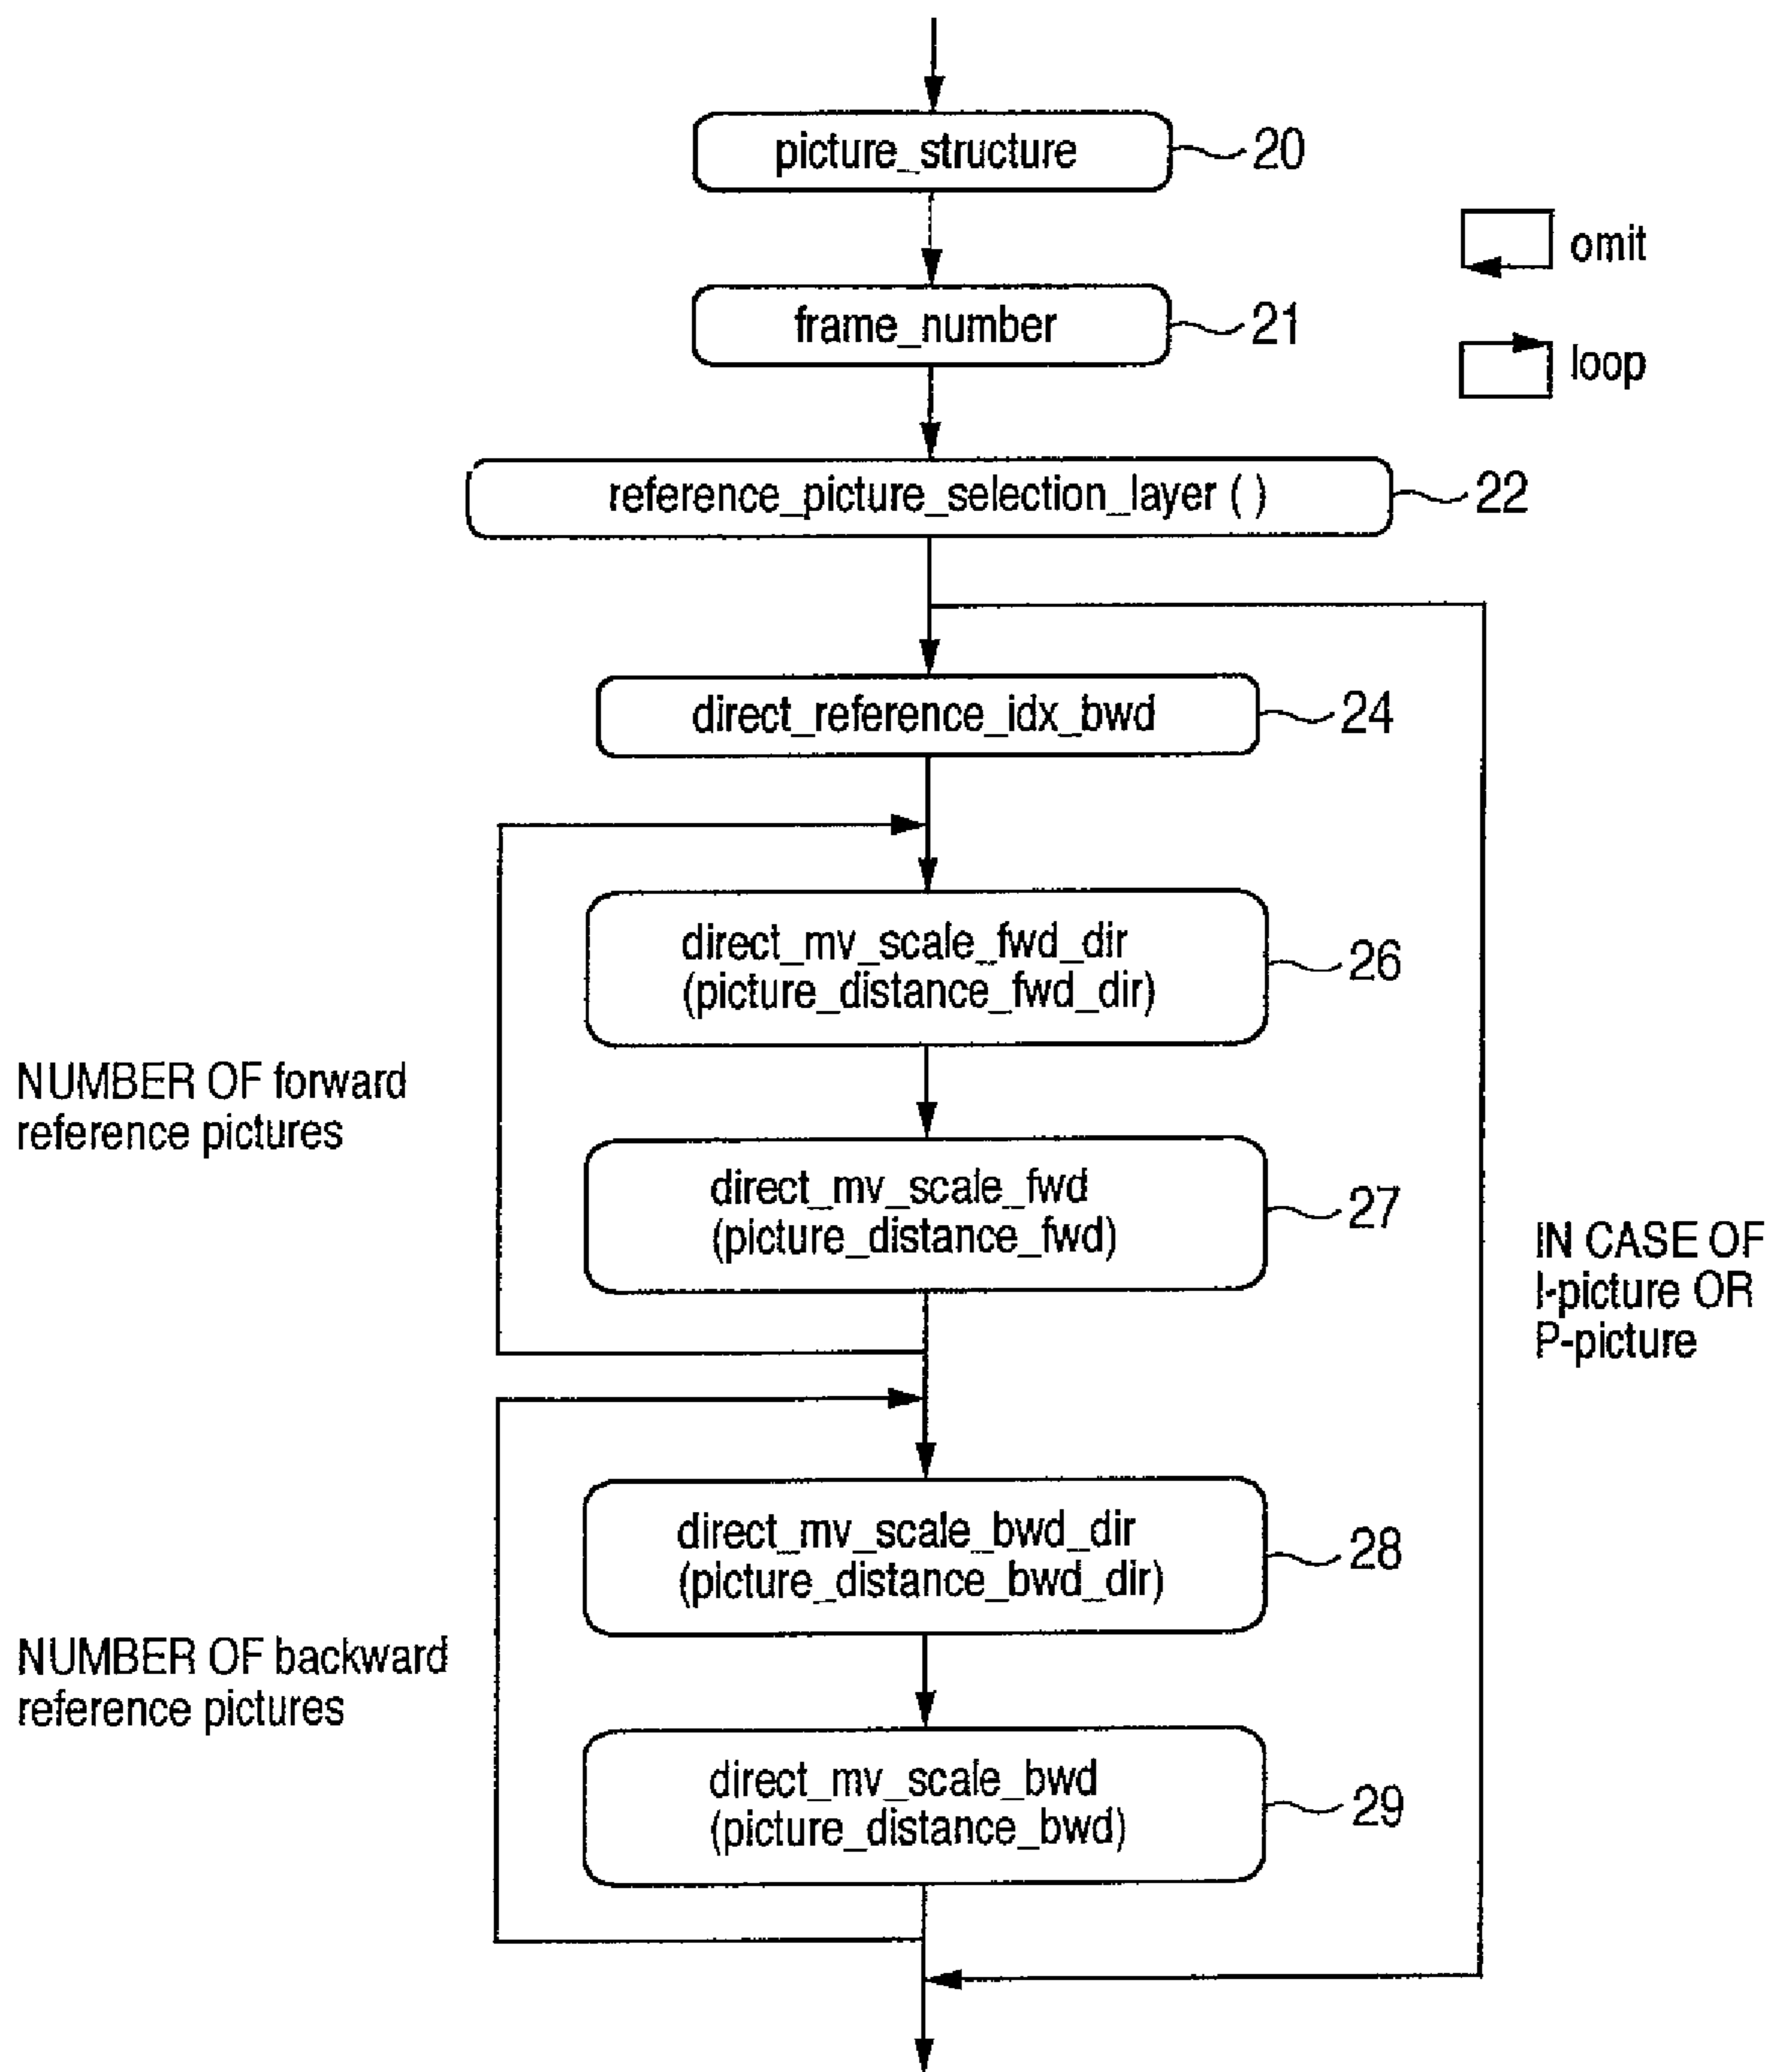 picture_structure
20
omit
frame_number
21
loop
reference_picture_selection_layer ( )
22
direct_reference_idx_bwd
24
direct_mv_scale_fwd_dir
(picture_distance_fwd_dir)
26
NUMBER OF forward
reference pictures
direct_mv_scale_fwd
(picture_distance_fwd)
27
IN CASE OF
I-picture OR
P-picture
direct_mv_scale_bwd_dir
(picture_distance_bwd_dir)
28
NUMBER OF backward
reference pictures
direct_mv_scale_bwd
(picture_distance_bwd)
29